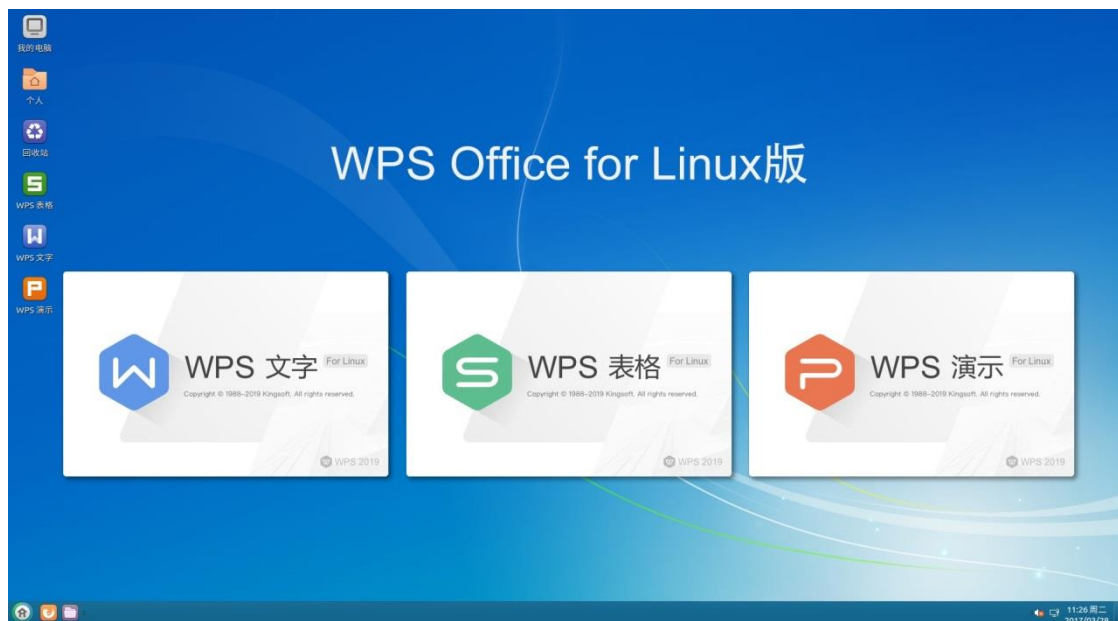 我的电脑
个人
回收站
WPS 表格
WPS 文字
WPS 演示
WPS Office for Linux版
WPS 文字 For Linux
Copyright © 1988-2019 Kingsoft. All rights reserved.
WPS 2019
WPS 表格 For Linux
Copyright © 1988-2019 Kingsoft. All rights reserved.
WPS 2019
WPS 演示 For Linux
Copyright © 1988-2019 Kingsoft. All rights reserved.
WPS 2019
11:26 周二
2017/03/28